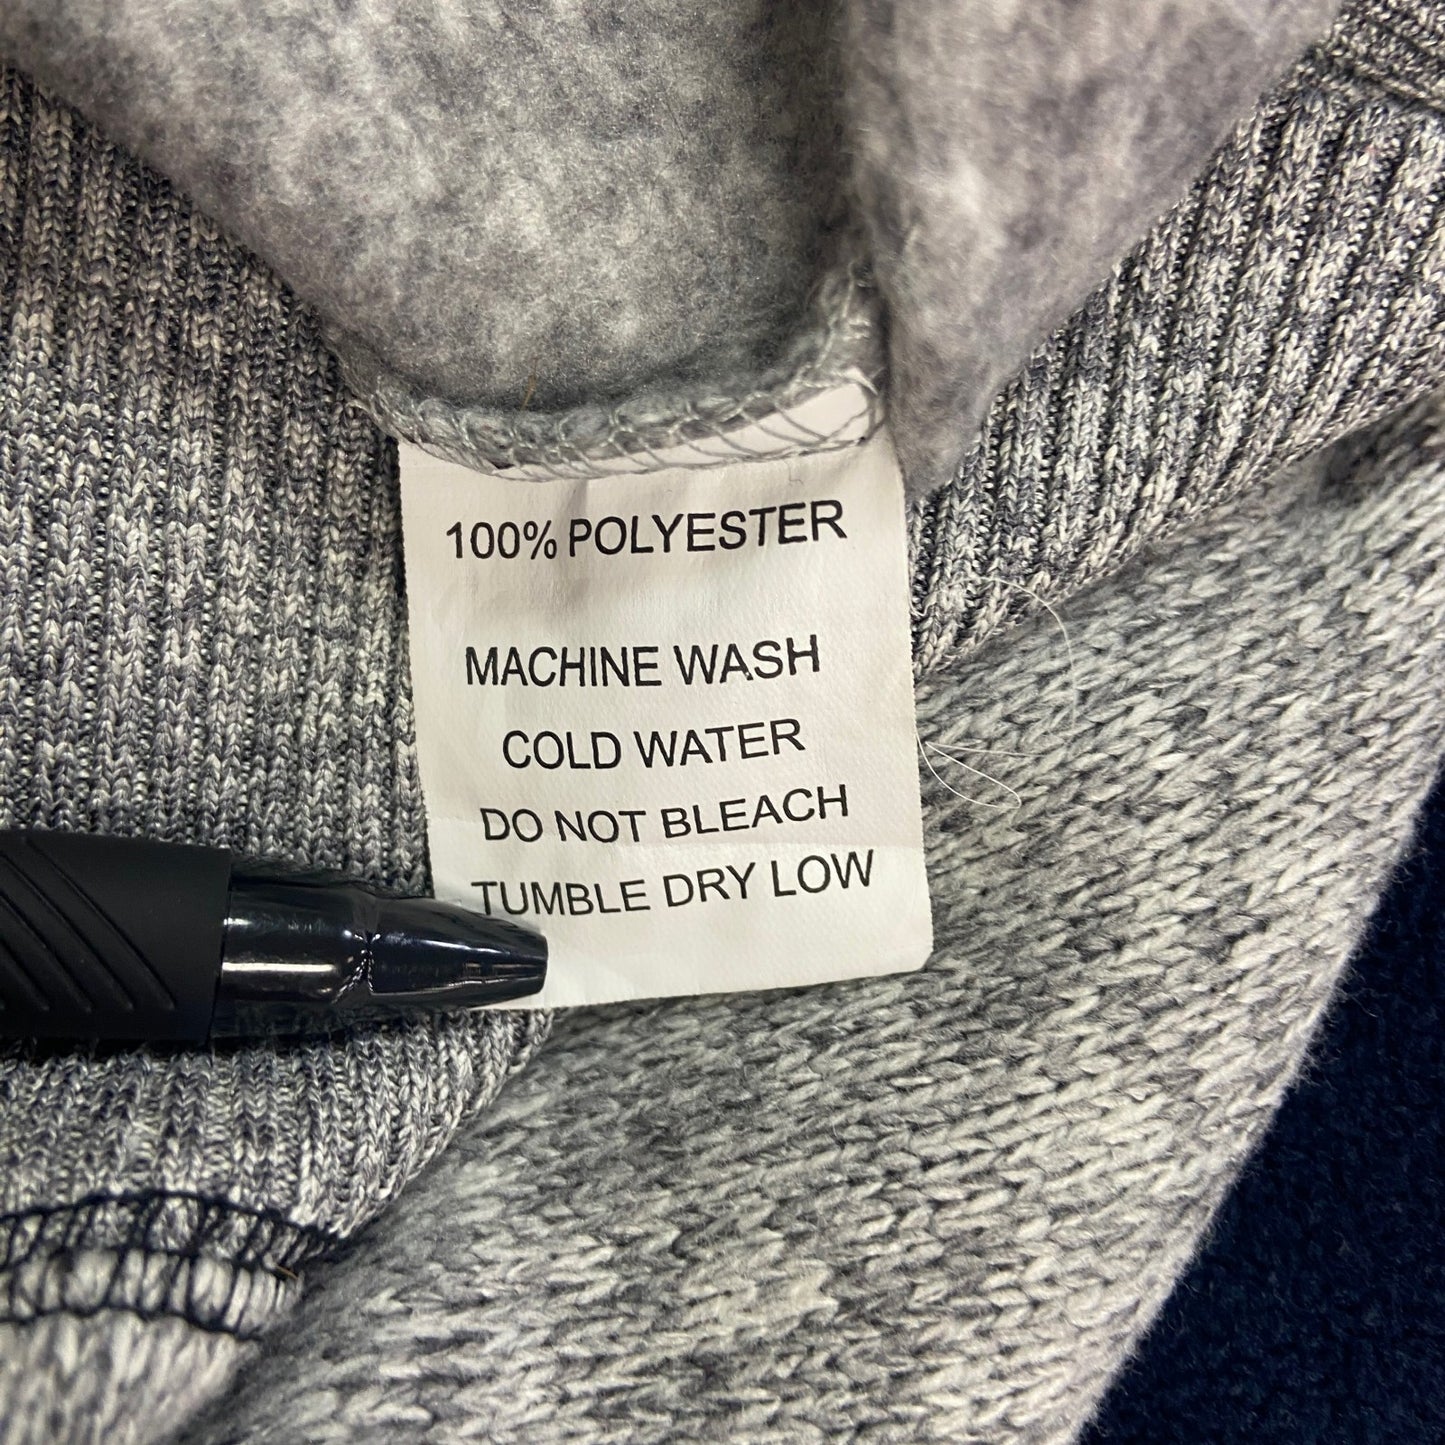 100% POLYESTER
MACHINE WASH
COLD WATER
DO NOT BLEACH
TUMBLE DRY LOW